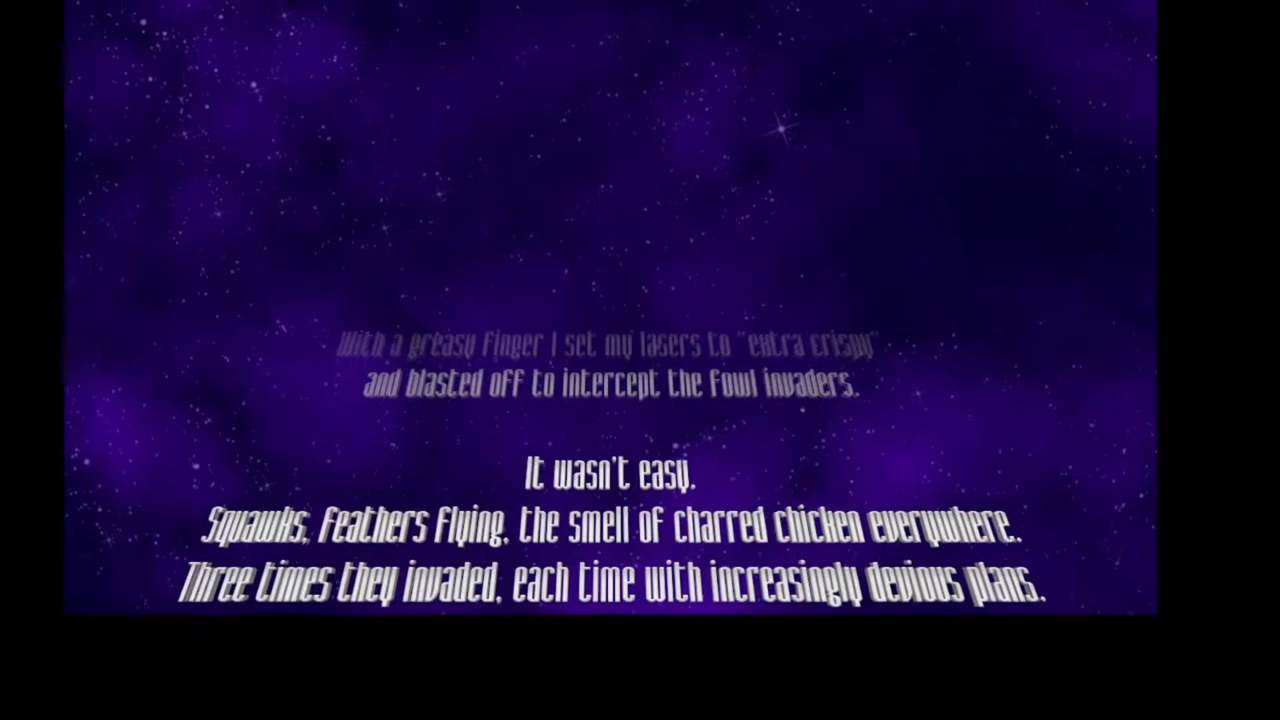 With a greasy finger I set my lasers to "extra crispy"
and blasted off to intercept the fowl invaders.
It wasn't easy.
Squawks, feathers flying, the smell of charred chicken everywhere.
Three times they invaded, each time with increasingly devious plans.